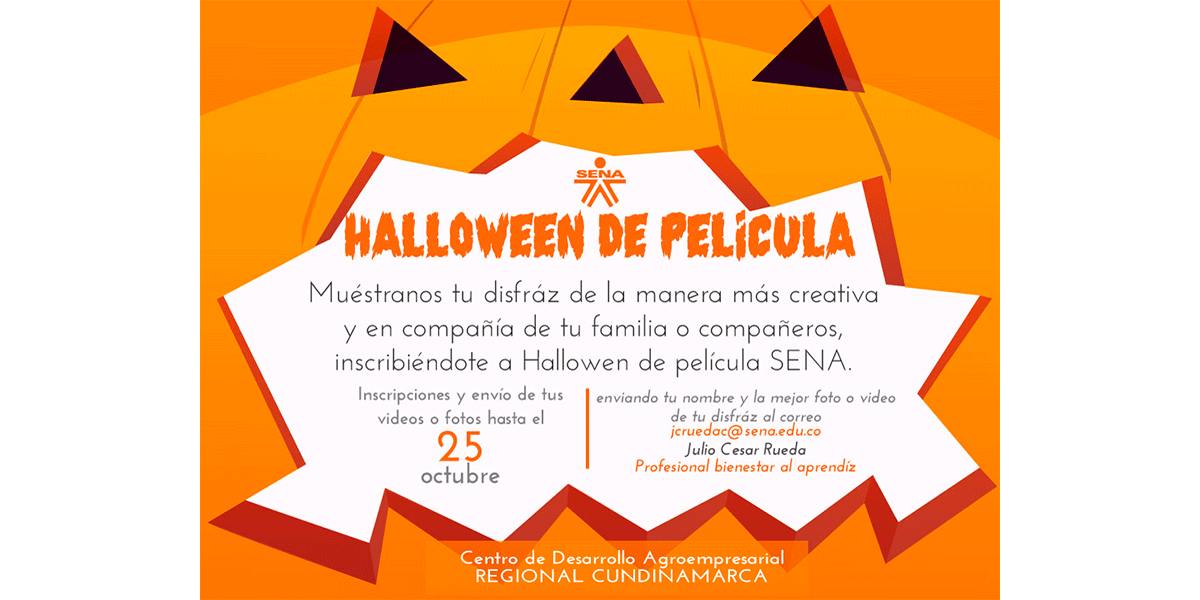 SENA
HALLOWEEN DE PELÍCULA
Muéstranos tu disfráz de la manera más creativa
y en compañía de tu familia o compañeros,
inscribiéndote a Hallowen de película SENA.
Inscripciones y envío de tus
videos o fotos hasta el
25
octubre
enviando tu nombre y la mejor foto o video
de tu disfráz al correo
jcruedac@sena.edu.co
Julio Cesar Rueda
Profesional bienestar al aprendíz
Centro de Desarrollo Agroempresarial
REGIONAL CUNDINAMARCA